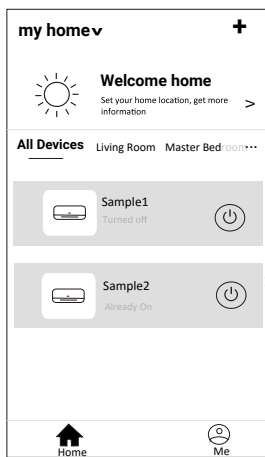 my home
Welcome home
Set your home location, get more
information
All Devices Living Room Master Bedroom
Sample1
Turned off
Sample2
Already On
Home Me